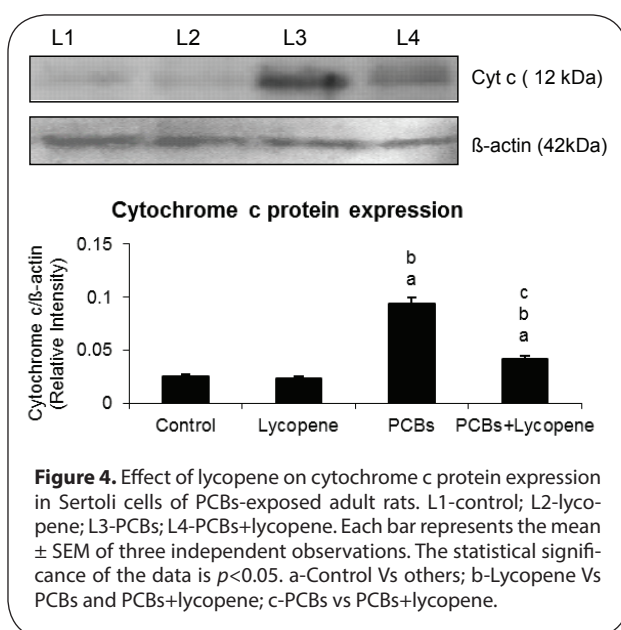 L1 L2 L3 L4
Cyt c ( 12 kDa)
ß-actin (42kDa)
Cytochrome c protein expression
Cytochrome c/ß-actin
(Relative Intensity)
0.15
0.1
0.05
0
b
a
c
b
a
Control Lycopene PCBs PCBs+Lycopene
Figure 4. Effect of lycopene on cytochrome c protein expression
in Sertoli cells of PCBs-exposed adult rats. L1-control; L2-lyco-
pene; L3-PCBs; L4-PCBs+lycopene. Each bar represents the mean
± SEM of three independent observations. The statistical signifi-
cance of the data is p<0.05. a-Control Vs others; b-Lycopene Vs
PCBs and PCBs+lycopene; c-PCBs vs PCBs+lycopene.